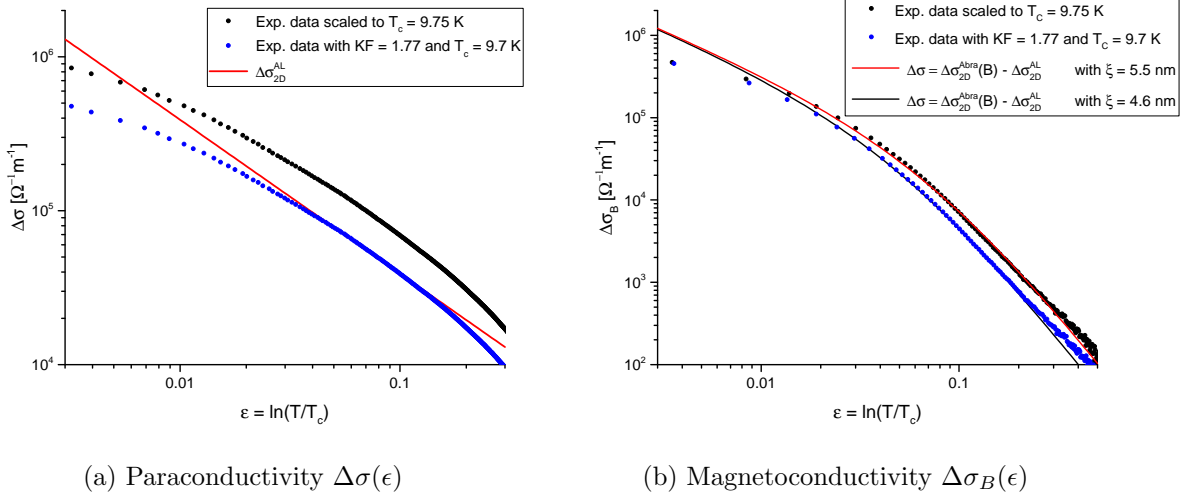 Exp. data scaled to T_c = 9.75 K
Exp. data with KF = 1.77 and T_c = 9.7 K
Δσ_2D^AL
10^6
10^5
10^4
Δσ [Ω^-1m^-1]
0.01
0.1
ε = ln(T/T_c)
(a) Paraconductivity Δσ(ϵ)
Exp. data scaled to T_c = 9.75 K
Exp. data with KF = 1.77 and T_c = 9.7 K
Δσ = Δσ_2D^Abra(B) - Δσ_2D^AL with ξ = 5.5 nm
Δσ = Δσ_2D^Abra(B) - Δσ_2D^AL with ξ = 4.6 nm
10^6
10^5
10^4
10^3
10^2
Δσ_B [Ω^-1m^-1]
0.01
0.1
ε = ln(T/T_c)
(b) Magnetoconductivity Δσ_B(ϵ)